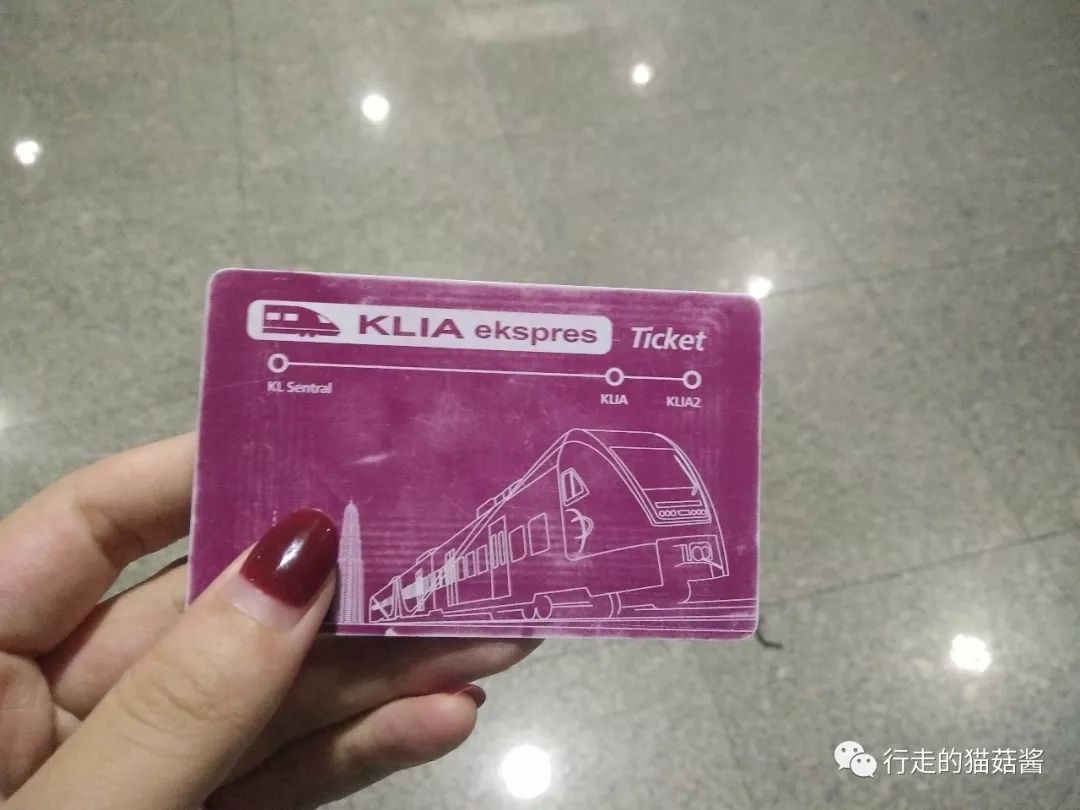 KLIA ekspres Ticket
KL Sentral KLIA KLIA2
行走的猫菇酱